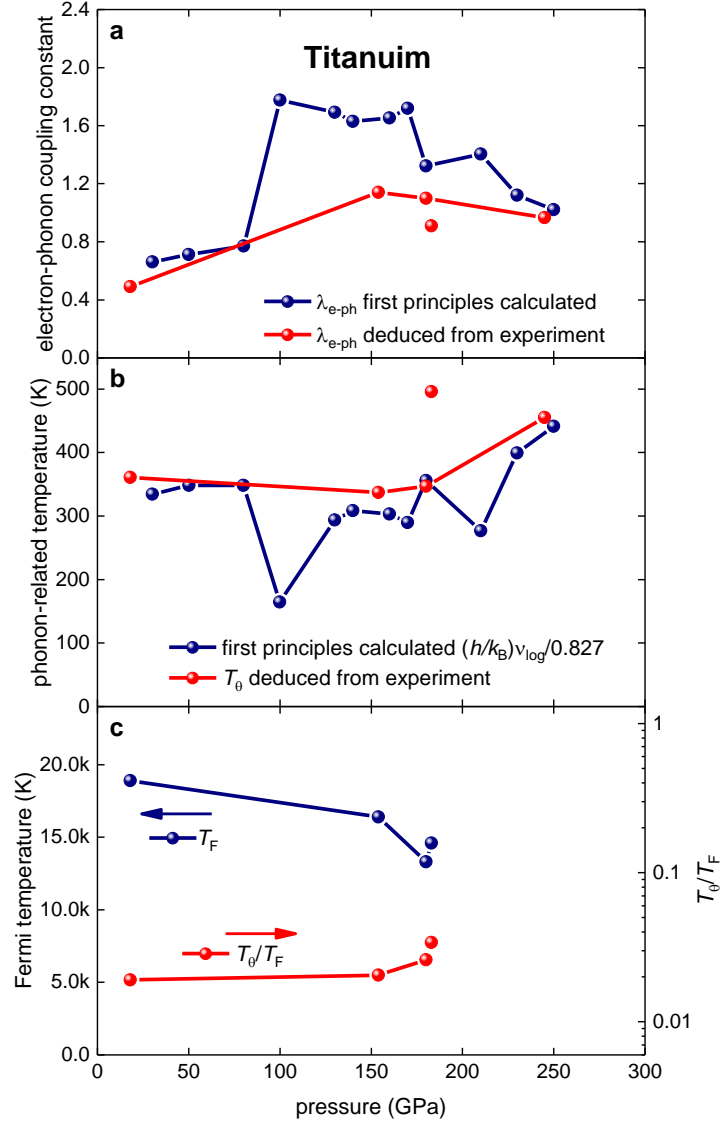 a
Titanuim
electron-phonon coupling constant
2.4
2.0
1.6
1.2
0.8
0.4
0.0
λe-ph first principles calculated
λe-ph deduced from experiment
b
phonon-related temperature (K)
500
400
300
200
100
0
first principles calculated (h/kB)νlog/0.827
Tθ deduced from experiment
c
Fermi temperature (K)
20.0k
15.0k
10.0k
5.0k
0.0
TF
Tθ/TF
1
0.1
0.01
Tθ/TF
0 50 100 150 200 250 300
pressure (GPa)